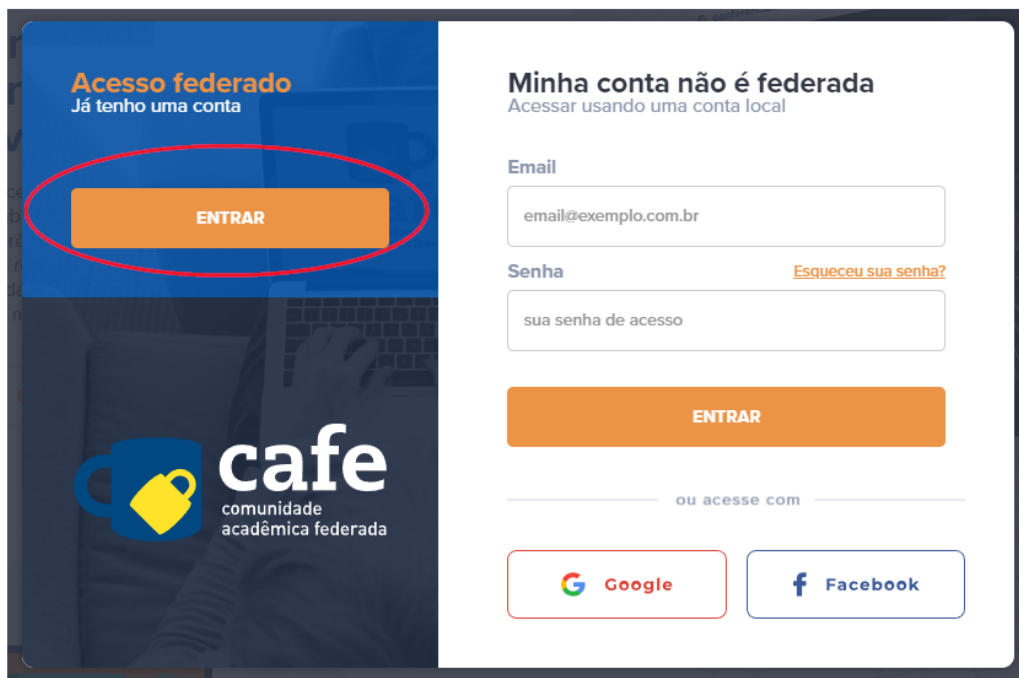 Acesso federado
Já tenho uma conta
ENTRAR
cafe
comunidade
acadêmica federada
Minha conta não é federada
Acessar usando uma conta local
Email
email@exemplo.com.br
Senha
Esqueceu sua senha?
sua senha de acesso
ENTRAR
ou acesse com
Google
Facebook